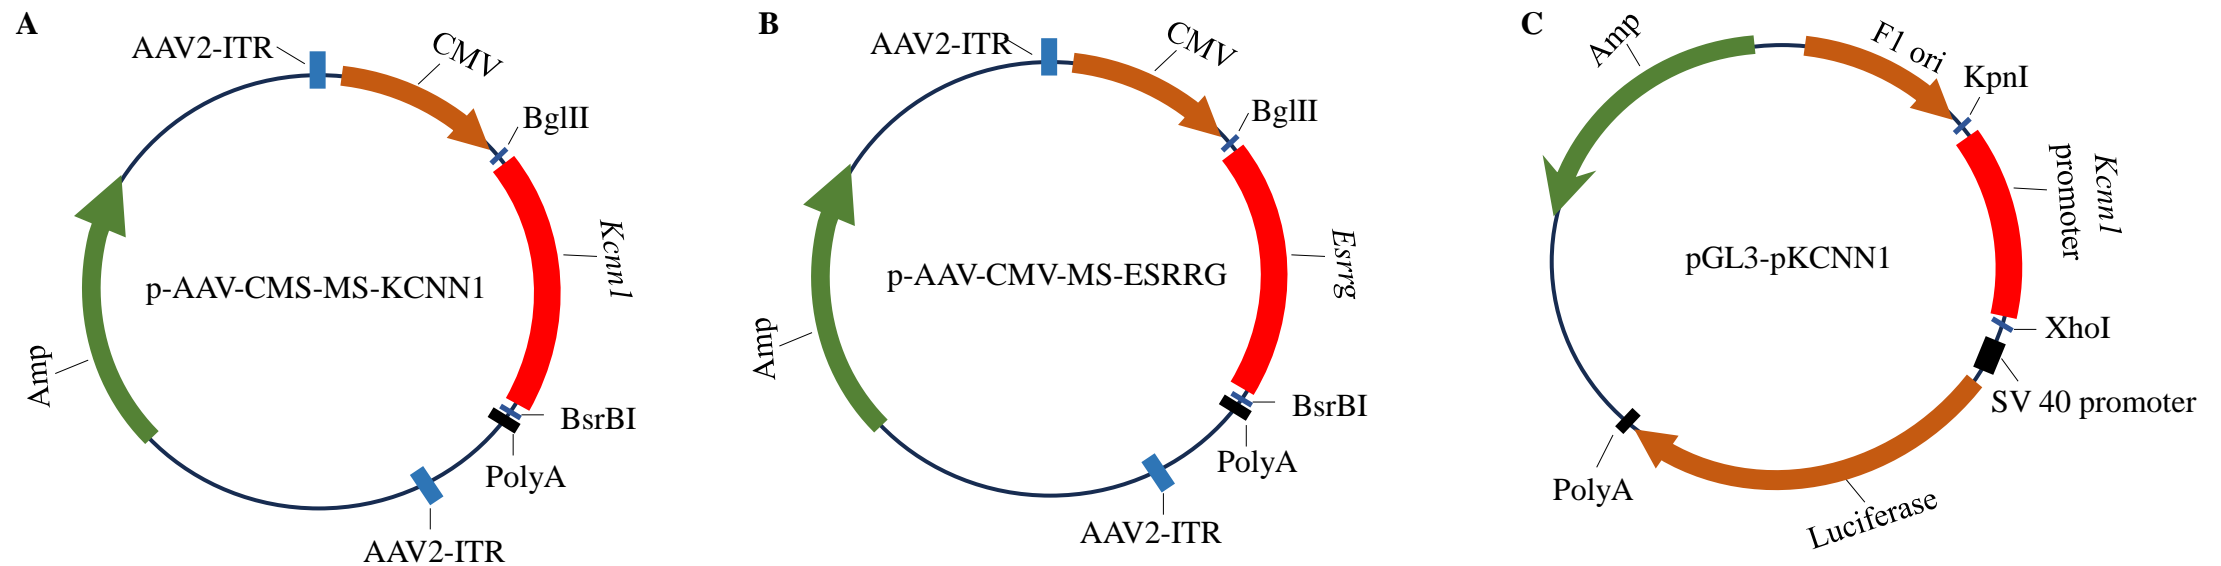 A
AAV2-ITR
CMV
BglII
Kcnn1
p-AAV-CMS-MS-KCNN1
Amp
BsrBI
PolyA
AAV2-ITR
B
AAV2-ITR
CMV
BglII
Esrrg
p-AAV-CMV-MS-ESRRG
Amp
BsrBI
PolyA
AAV2-ITR
C
Amp
F1 ori
KpnI
Kcnn1
promoter
pGL3-pKCNN1
XhoI
SV 40 promoter
PolyA
Luciferase